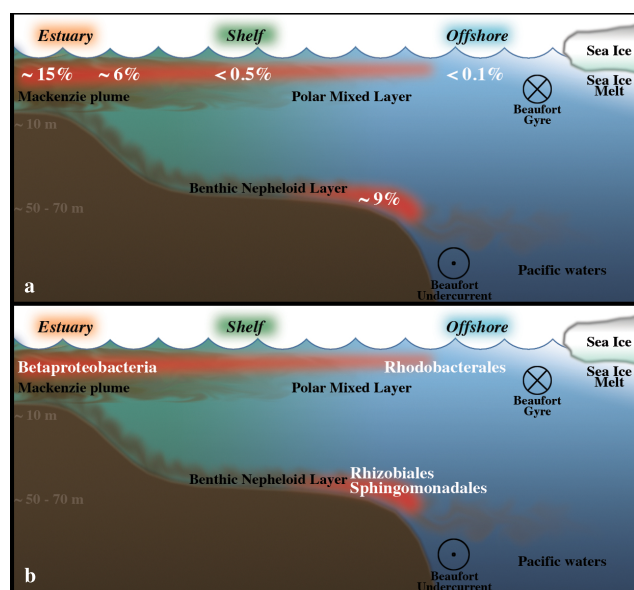 Estuary Shelf Offshore
Sea Ice
~ 15% ~ 6% < 0.5% < 0.1%
Sea Ice
Melt
Mackenzie plume Polar Mixed Layer
Beaufort
Gyre
~ 10 m
Benthic Nepheloid Layer
~ 9%
~ 50 - 70 m
Pacific waters
Beaufort
Undercurrent
a
Estuary Shelf Offshore
Sea Ice
Betaproteobacteria Rhodobacterales
Sea Ice
Melt
Mackenzie plume Polar Mixed Layer
Beaufort
Gyre
~ 10 m
Rhizobiales
Benthic Nepheloid Layer
Sphingomonadales
~ 50 - 70 m
Pacific waters
Beaufort
Undercurrent
b